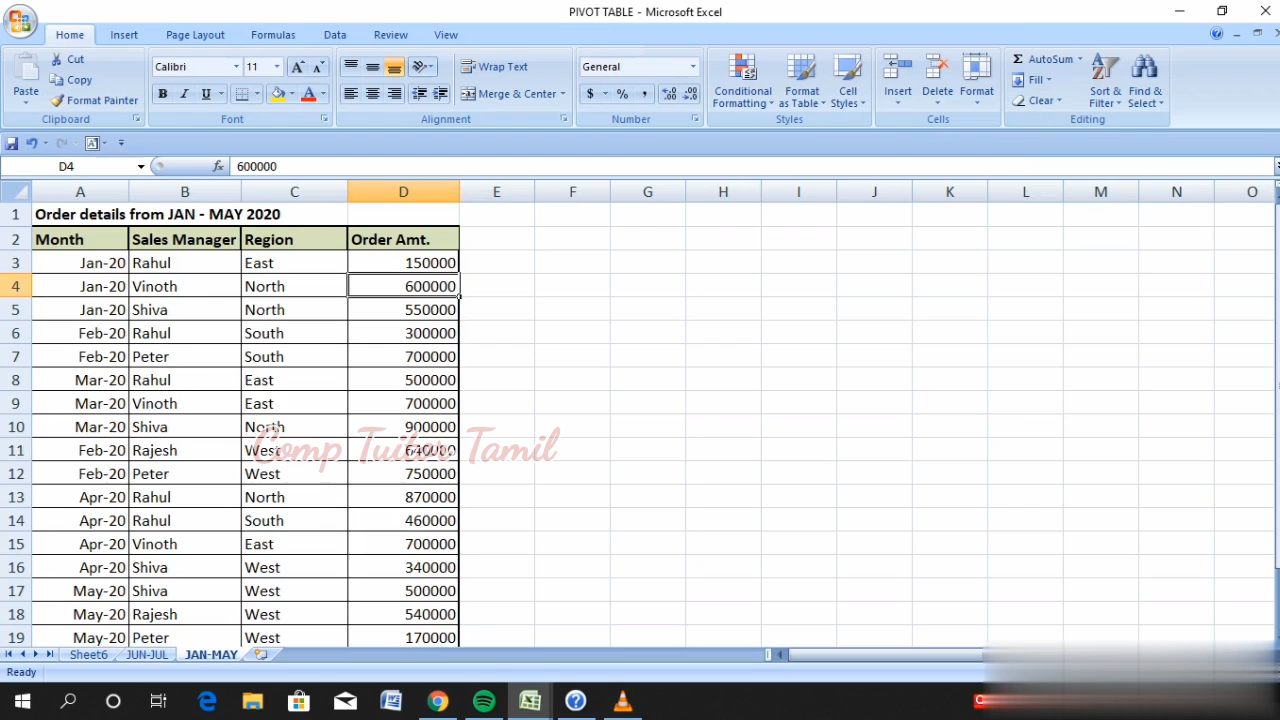 PIVOT TABLE - Microsoft Excel
Home Insert Page Layout Formulas Data Review View
Paste Cut Copy Format Painter Clipboard
Calibri 11 B I U A A A Font
Wrap Text Merge & Center Alignment
General $ % , .0 .00 .00 .0 Number
Conditional Formatting Format as Table Cell Styles Styles
Insert Delete Format Cells
Σ AutoSum Fill Clear Sort & Filter Find & Select Editing
D4 fx 600000
A B C D E F G H I J K L M N O
1 Order details from JAN - MAY 2020
2 Month Sales Manager Region Order Amt.
3 Jan-20 Rahul East 150000
4 Jan-20 Vinoth North 600000
5 Jan-20 Shiva North 550000
6 Feb-20 Rahul South 300000
7 Feb-20 Peter South 700000
8 Mar-20 Rahul East 500000
9 Mar-20 Vinoth East 700000
10 Mar-20 Shiva North 900000
11 Feb-20 Rajesh West 640000
Comp Tuitor Tamil
12 Feb-20 Peter West 750000
13 Apr-20 Rahul North 870000
14 Apr-20 Rahul South 460000
15 Apr-20 Vinoth East 700000
16 Apr-20 Shiva West 340000
17 May-20 Shiva West 500000
18 May-20 Rajesh West 540000
19 May-20 Peter West 170000
Sheet6 JUN-JUL JAN-MAY
Ready